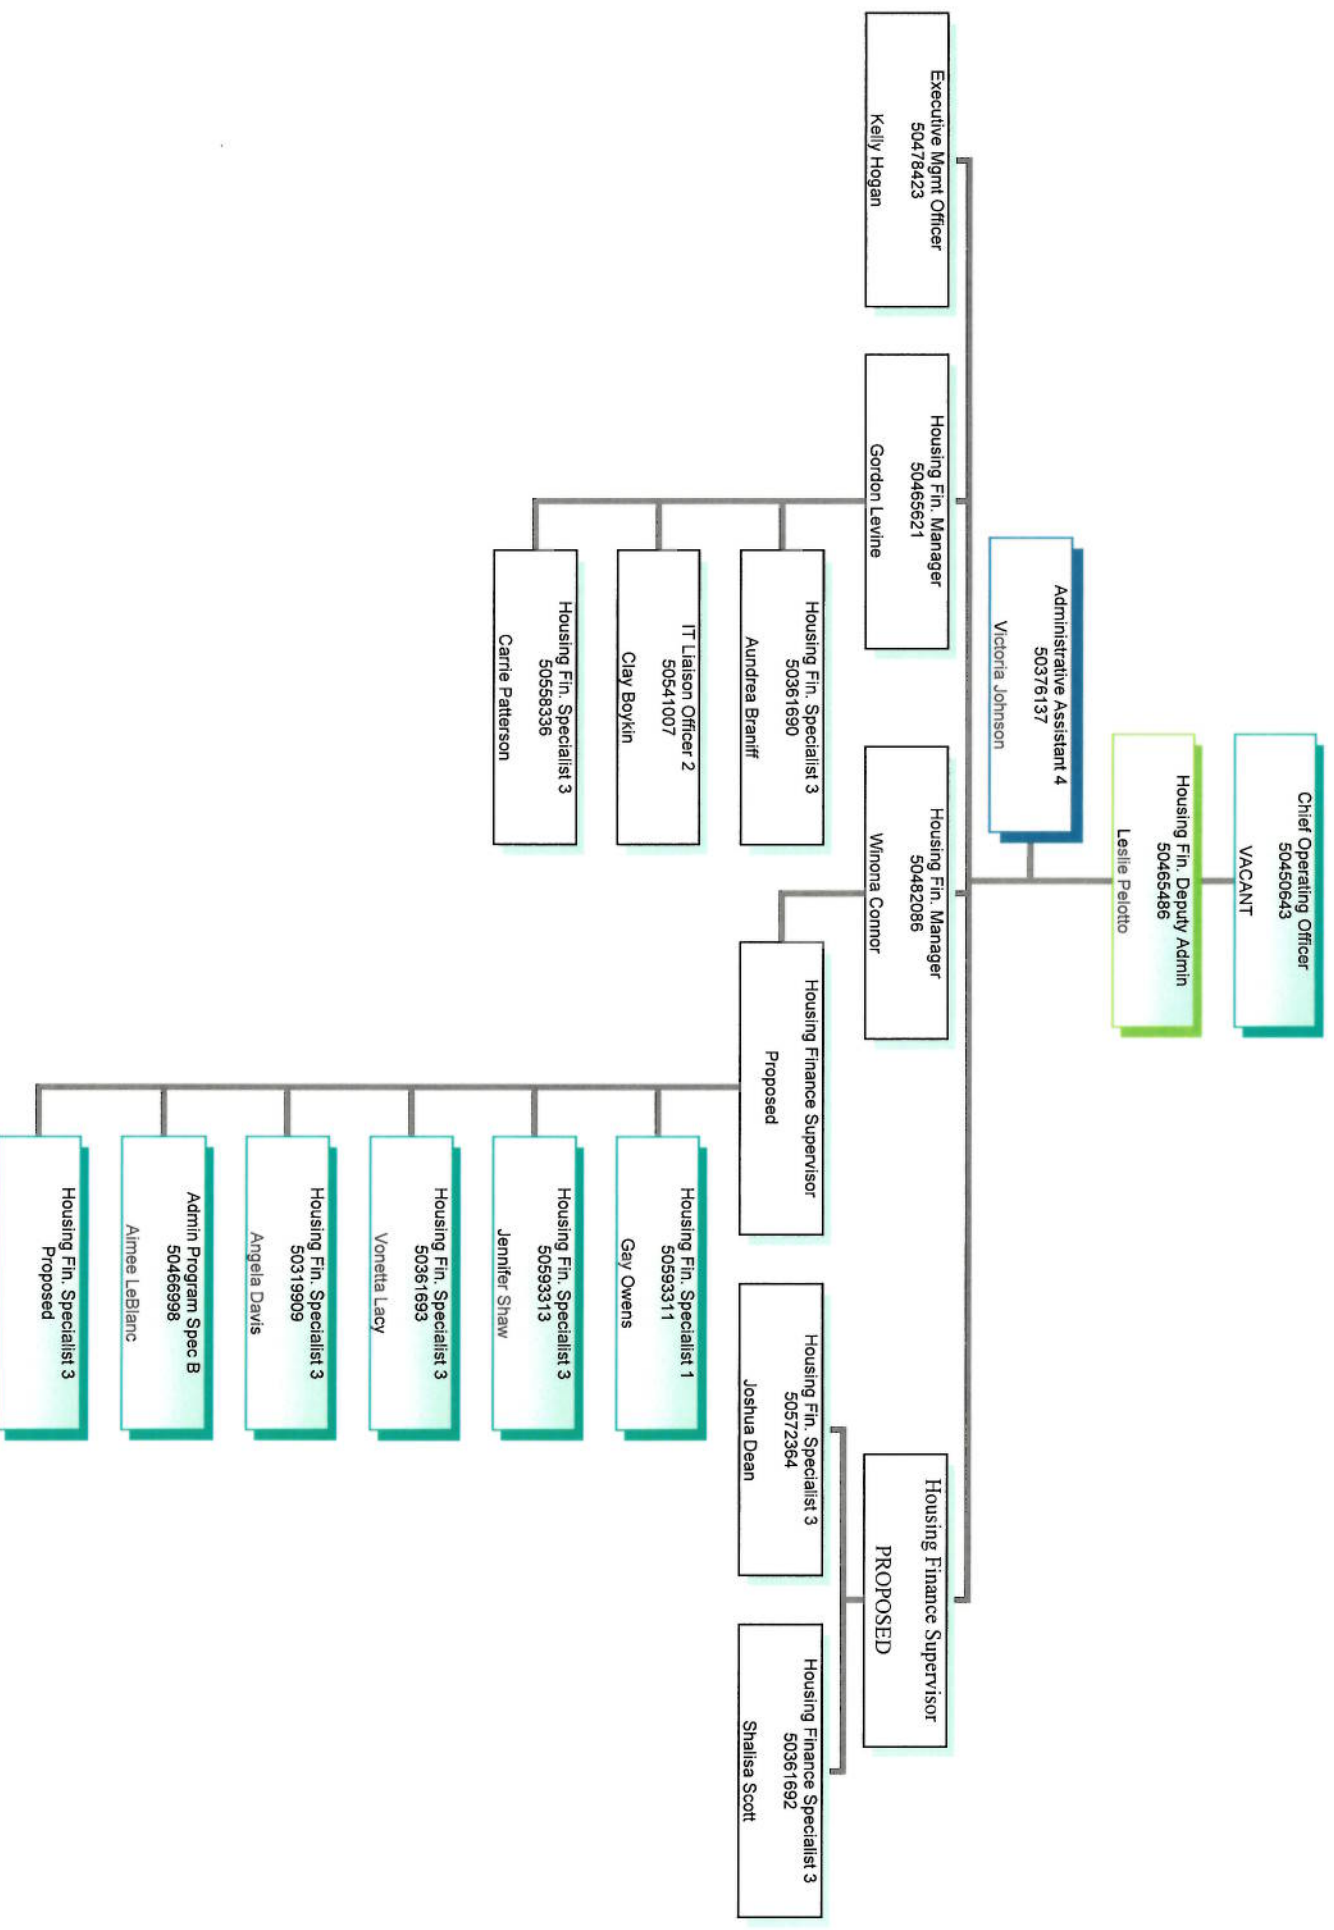 Chief Operating Officer
50450643
VACANT
Housing Fin. Deputy Admin
50465486
Leslie Pelotto
Administrative Assistant 4
50376137
Victoria Johnson
Executive Mgmt Officer
50478423
Kelly Hogan
Housing Fin. Manager
50465621
Gordon Levine
Housing Fin. Specialist 3
50361690
Aundrea Braniff
IT Liaison Officer 2
50541007
Clay Boykin
Housing Fin. Specialist 3
50558336
Carrie Patterson
Housing Fin. Manager
50482086
Winona Connor
Housing Finance Supervisor
Proposed
Housing Fin. Specialist 1
50593311
Gay Owens
Housing Fin. Specialist 3
50593313
Jennifer Shaw
Housing Fin. Specialist 3
50361693
Vonetta Lacy
Housing Fin. Specialist 3
50319909
Angela Davis
Admin Program Spec B
50466998
Aimee LeBlanc
Housing Fin. Specialist 3
Proposed
Housing Finance Supervisor
PROPOSED
Housing Fin. Specialist 3
50572364
Joshua Dean
Housing Finance Specialist 3
50361692
Shalisa Scott